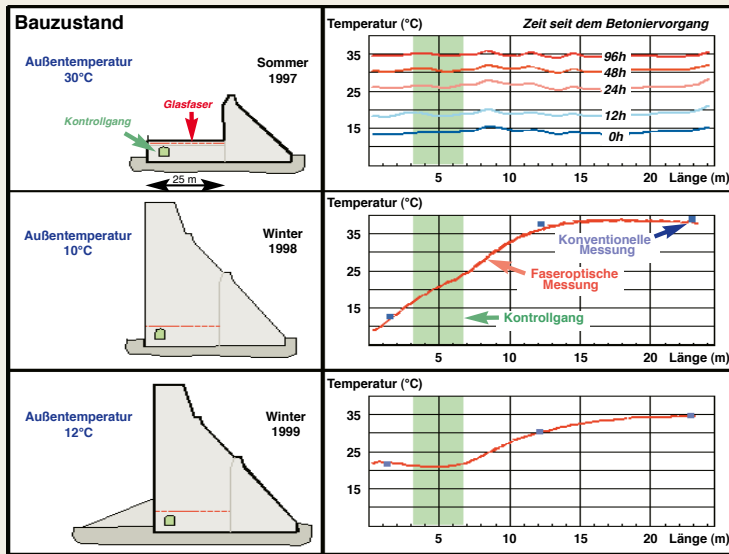 Bauzustand
Außentemperatur
30°C
Sommer
1997
Glasfaser
Kontrollgang
25 m
Temperatur (°C)
Zeit seit dem Betoniervorgang
35
25
15
96h
48h
24h
12h
0h
5
10
15
20
Länge (m)
Außentemperatur
10°C
Winter
1998
Temperatur (°C)
35
25
15
Konventionelle
Messung
Faseroptische
Messung
Kontrollgang
5
10
15
20
Länge (m)
Außentemperatur
12°C
Winter
1999
Temperatur (°C)
35
25
15
5
10
15
20
Länge (m)